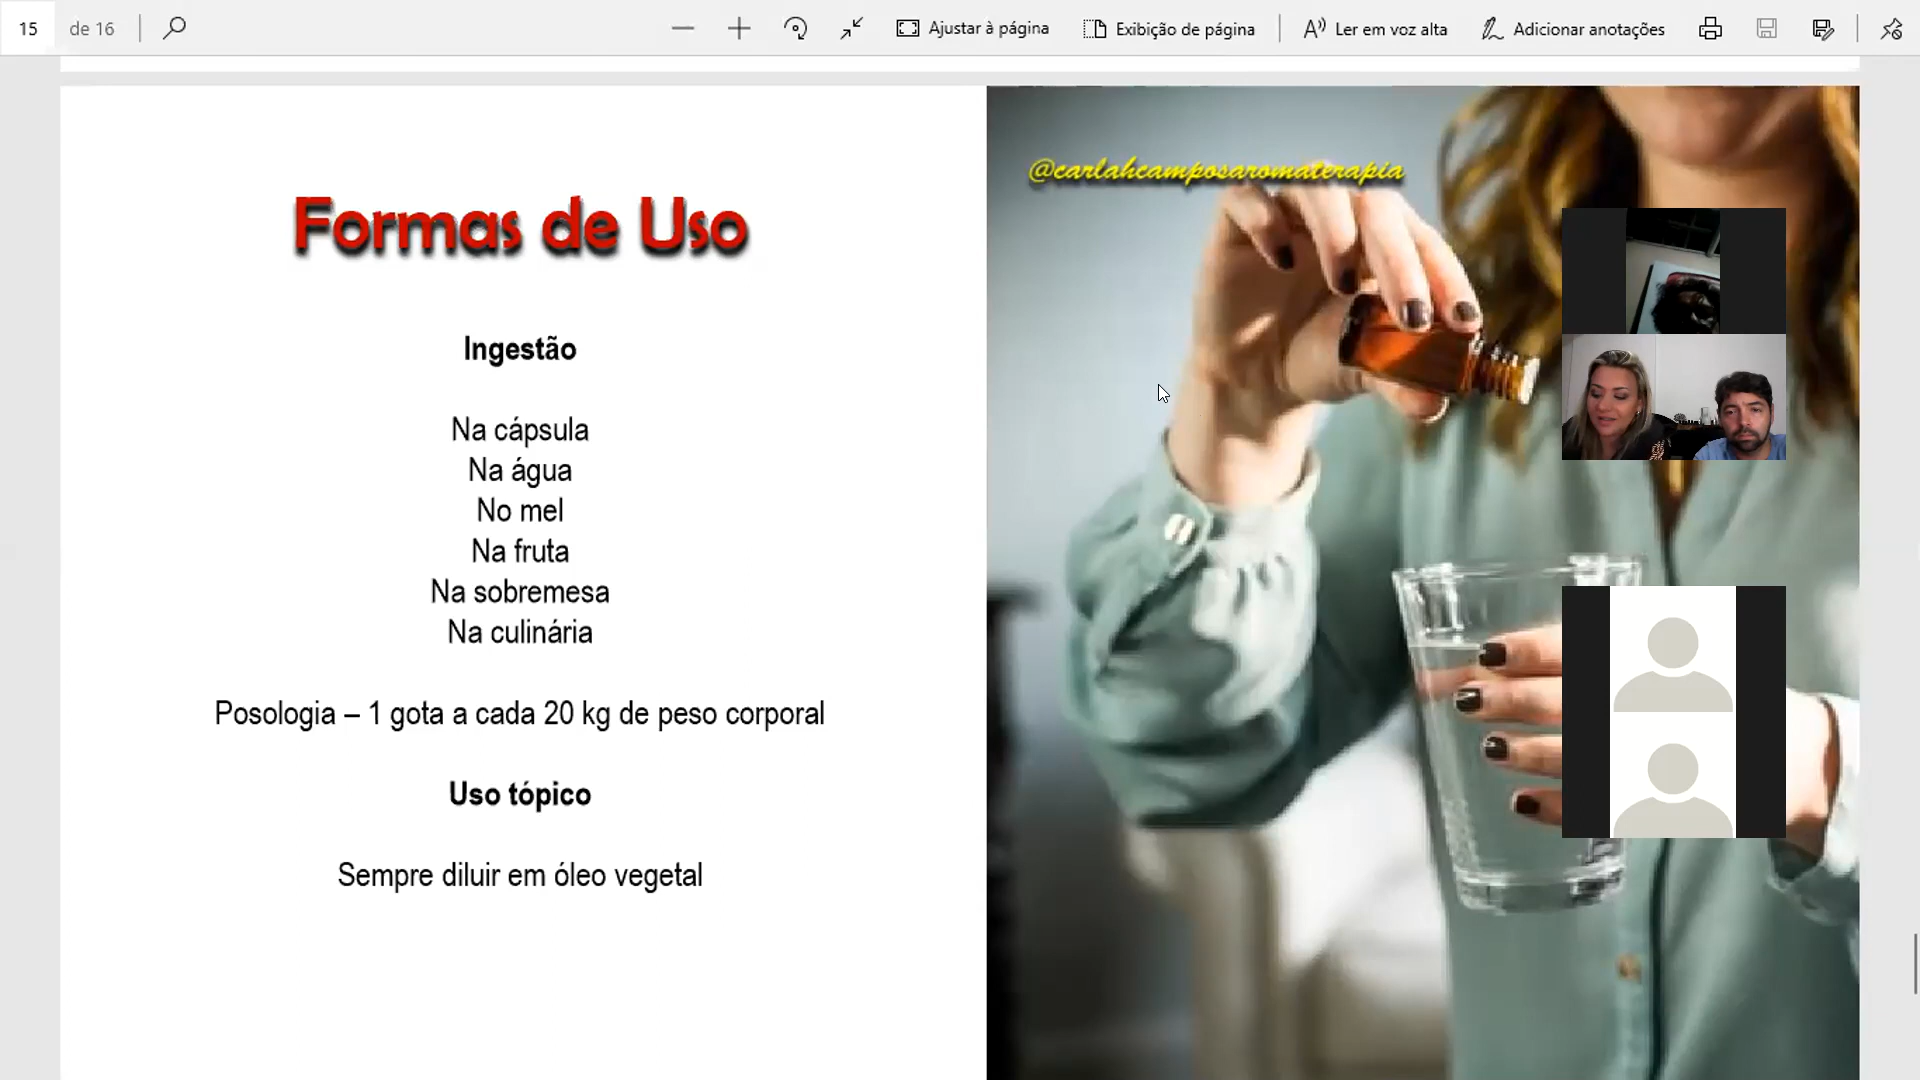 15 de 16 Ajustar à página Exibição de página Ler em voz alta Adicionar anotações
@carlahcamposaromaterapia
Formas de Uso
Ingestão
Na cápsula
Na água
No mel
Na fruta
Na sobremesa
Na culinária
Posologia – 1 gota a cada 20 kg de peso corporal
Uso tópico
Sempre diluir em óleo vegetal